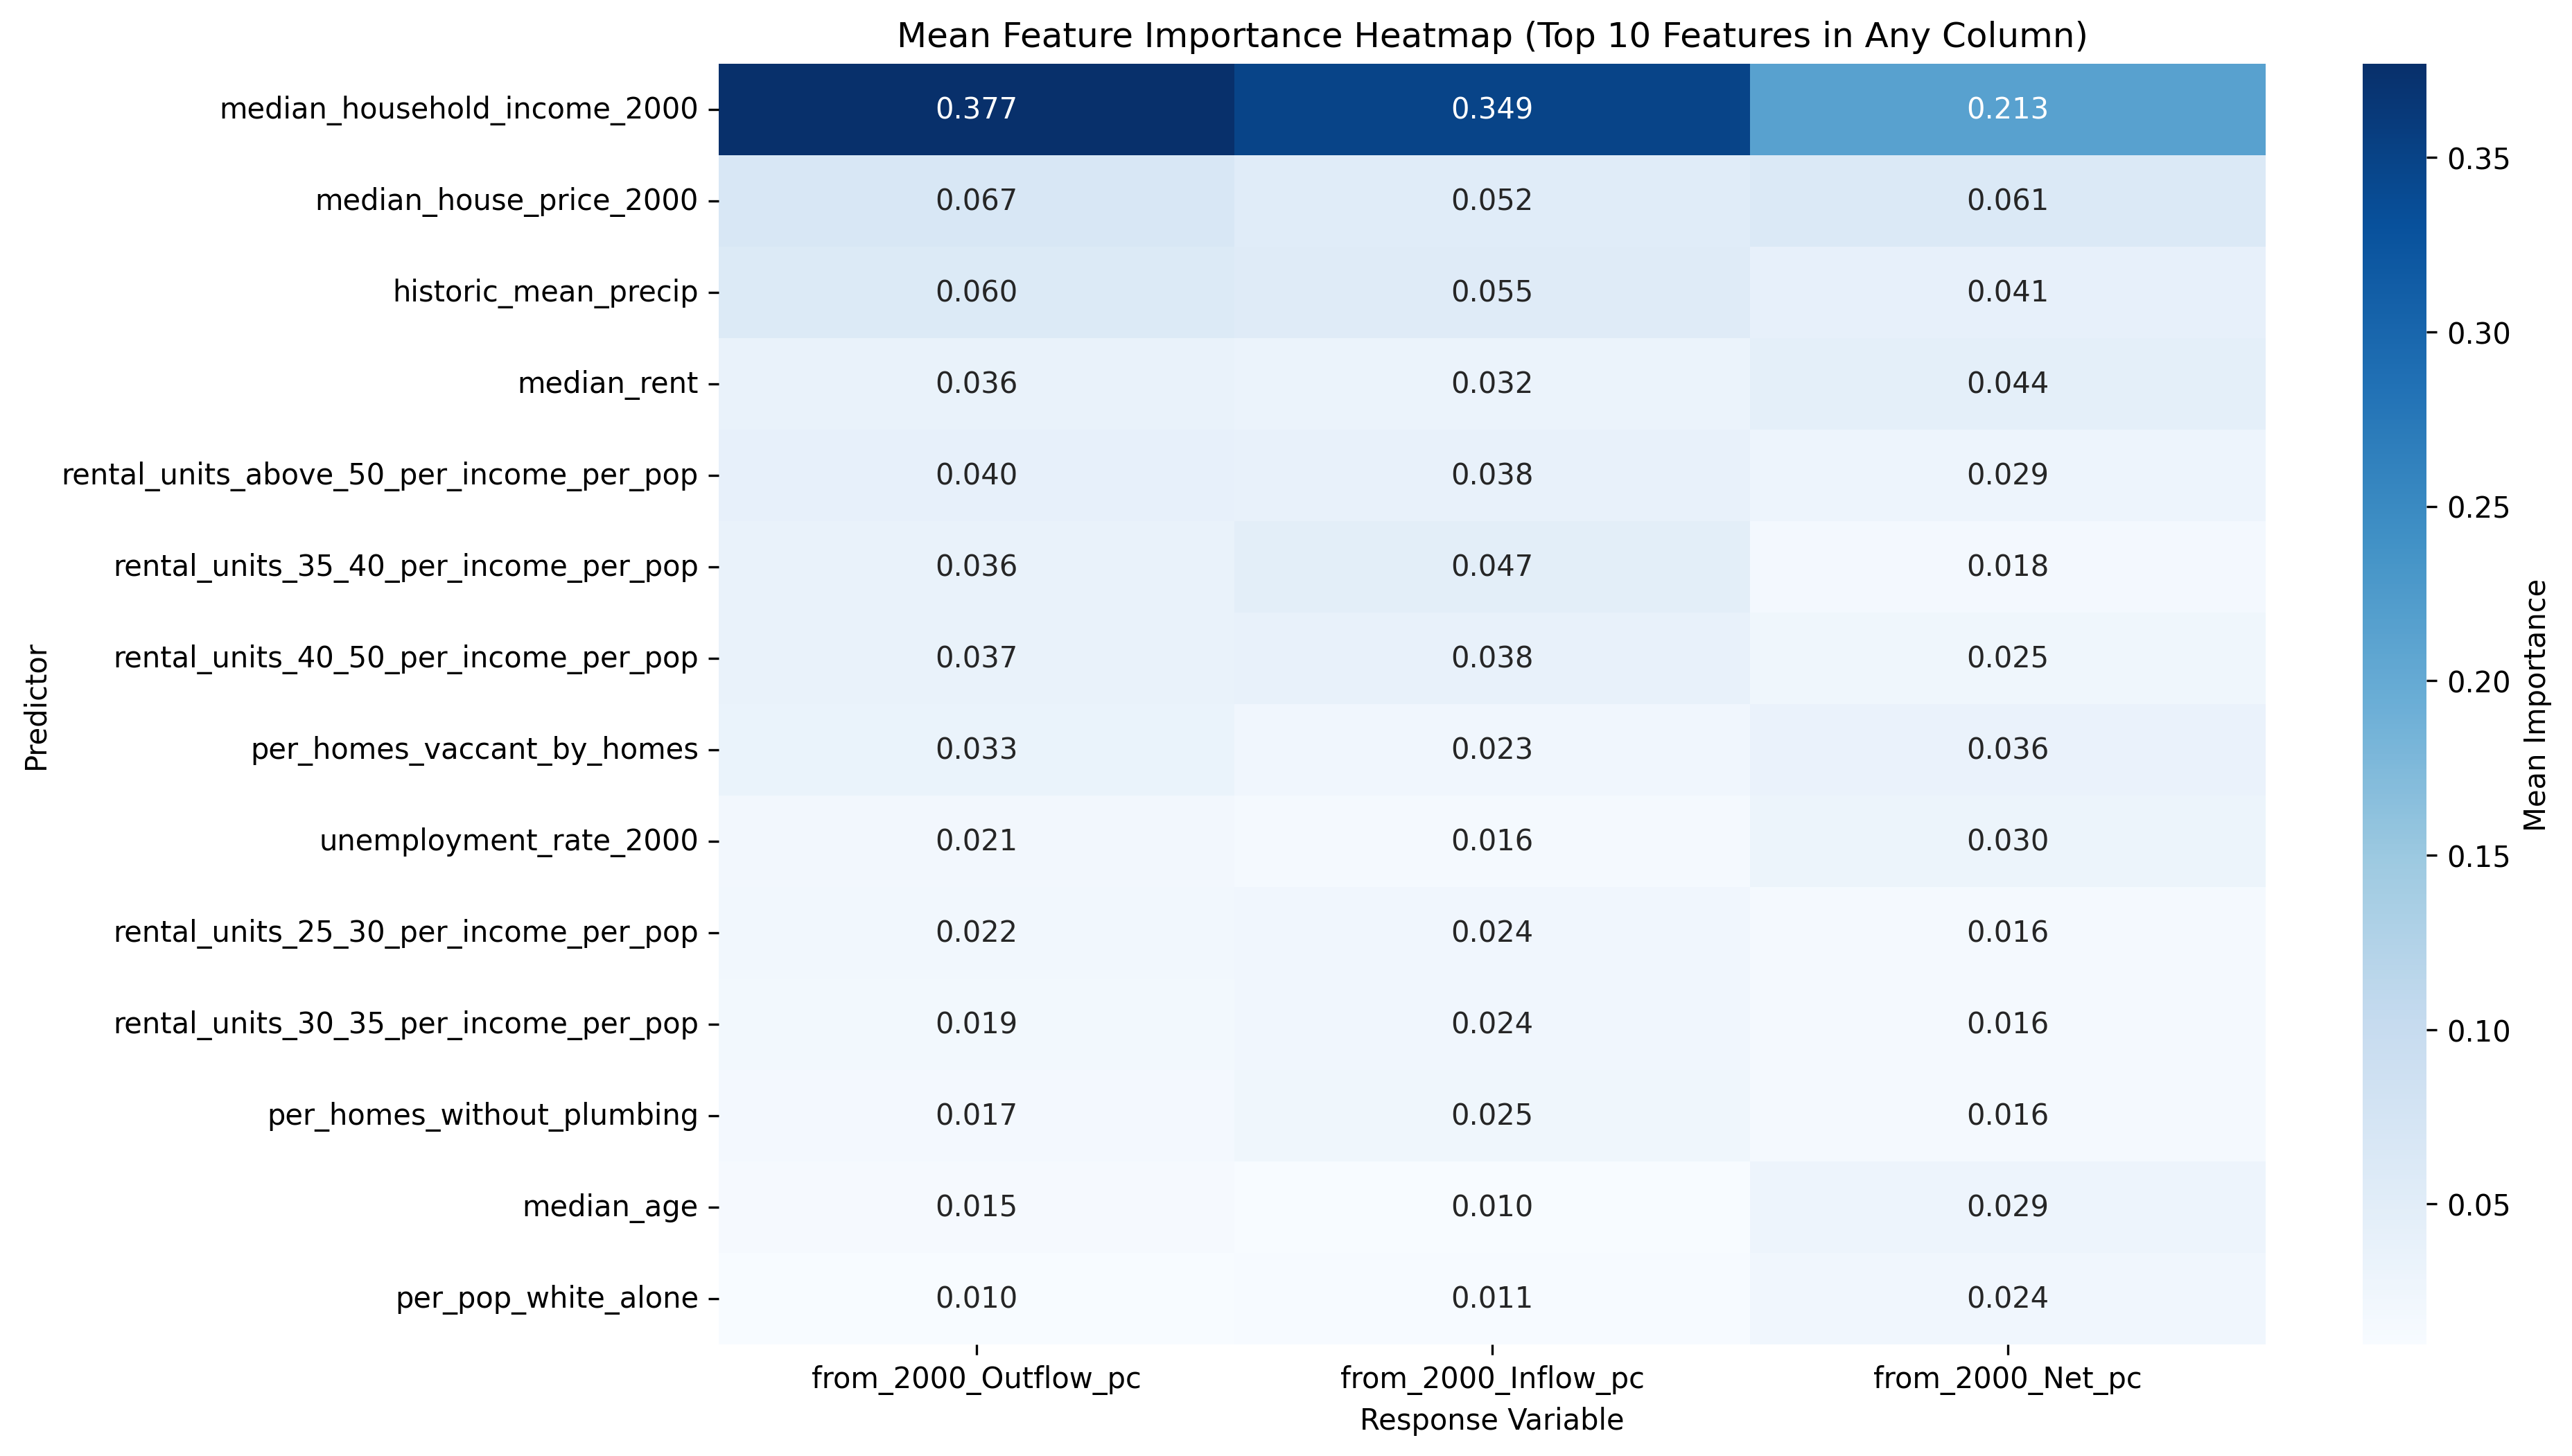 Mean Feature Importance Heatmap (Top 10 Features in Any Column)
median_household_income_2000 0.377 0.349 0.213
median_house_price_2000 0.067 0.052 0.061
historic_mean_precip 0.060 0.055 0.041
median_rent 0.036 0.032 0.044
rental_units_above_50_per_income_per_pop 0.040 0.038 0.029
rental_units_35_40_per_income_per_pop 0.036 0.047 0.018
rental_units_40_50_per_income_per_pop 0.037 0.038 0.025
per_homes_vaccant_by_homes 0.033 0.023 0.036
unemployment_rate_2000 0.021 0.016 0.030
rental_units_25_30_per_income_per_pop 0.022 0.024 0.016
rental_units_30_35_per_income_per_pop 0.019 0.024 0.016
per_homes_without_plumbing 0.017 0.025 0.016
median_age 0.015 0.010 0.029
per_pop_white_alone 0.010 0.011 0.024
from_2000_Outflow_pc from_2000_Inflow_pc from_2000_Net_pc
Response Variable
Predictor
0.35
0.30
0.25
0.20
0.15
0.10
0.05
Mean Importance